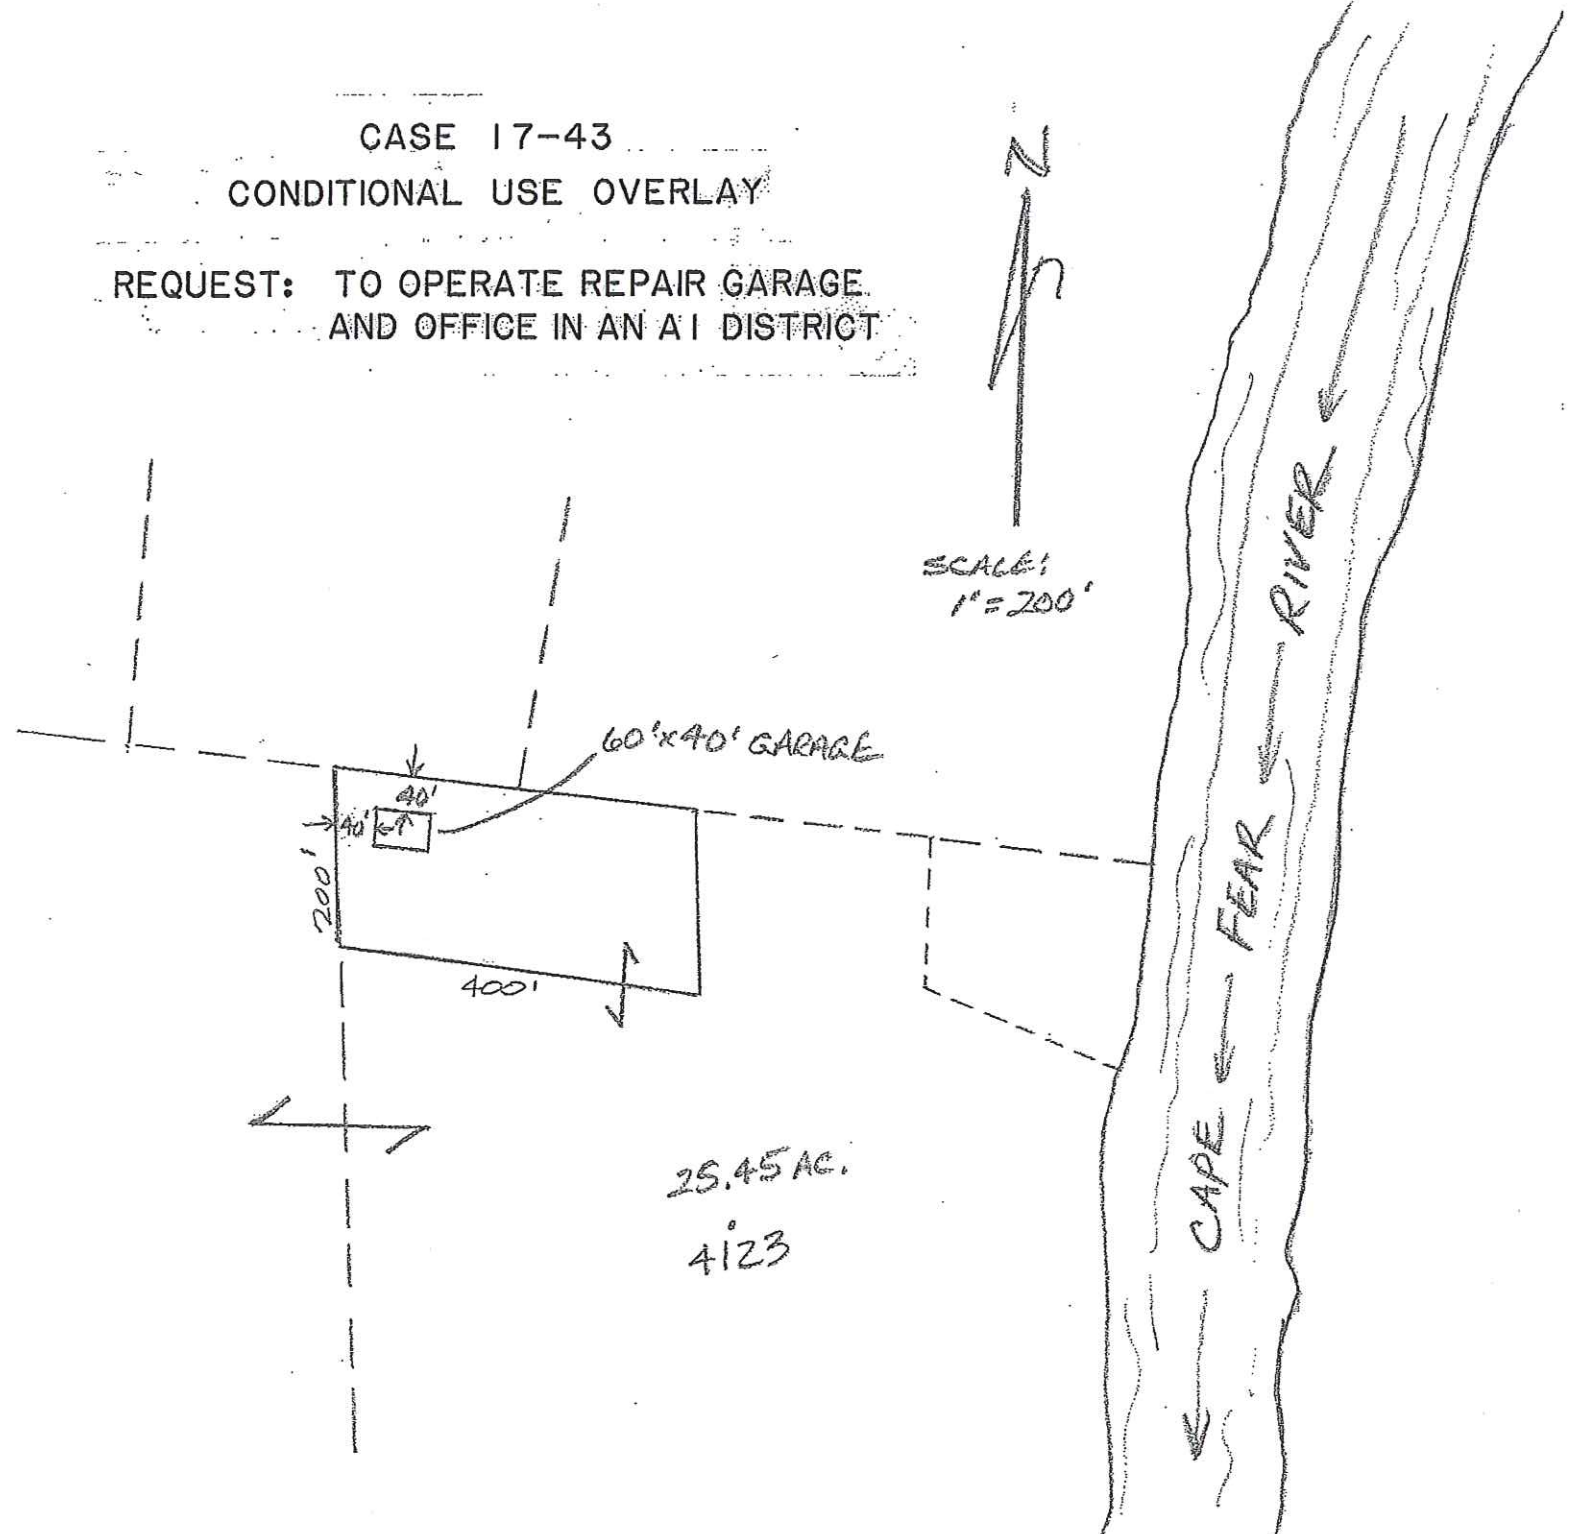 CASE 17-43
CONDITIONAL USE OVERLAY
REQUEST: TO OPERATE REPAIR GARAGE
AND OFFICE IN AN A1 DISTRICT
N
SCALE:
1"=200'
RIVER
60'x40' GARAGE
40'
40'
200'
400'
FEAR
CAPE
25.45 AC.
4123